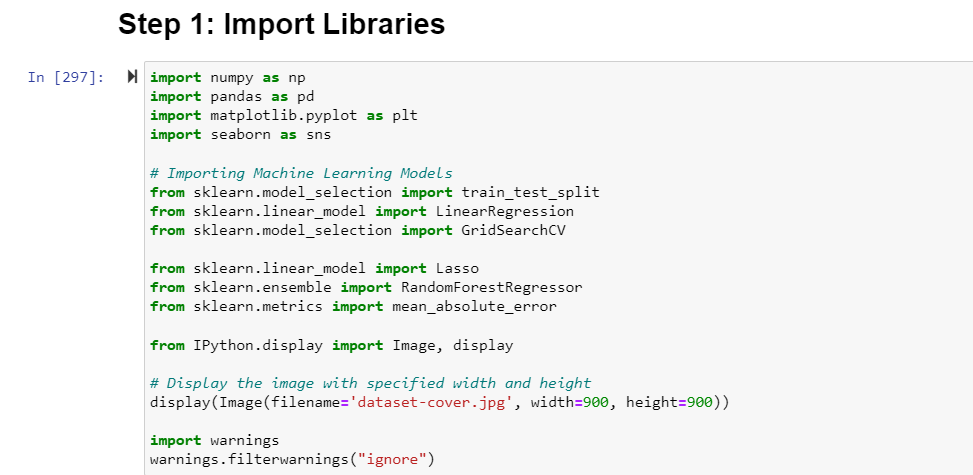 Step 1: Import Libraries
In [297]:
import numpy as np
import pandas as pd
import matplotlib.pyplot as plt
import seaborn as sns
# Importing Machine Learning Models
from sklearn.model_selection import train_test_split
from sklearn.linear_model import LinearRegression
from sklearn.model_selection import GridSearchCV
from sklearn.linear_model import Lasso
from sklearn.ensemble import RandomForestRegressor
from sklearn.metrics import mean_absolute_error
from IPython.display import Image, display
# Display the image with specified width and height
display(Image(filename='dataset-cover.jpg', width=900, height=900))
import warnings
warnings.filterwarnings("ignore")